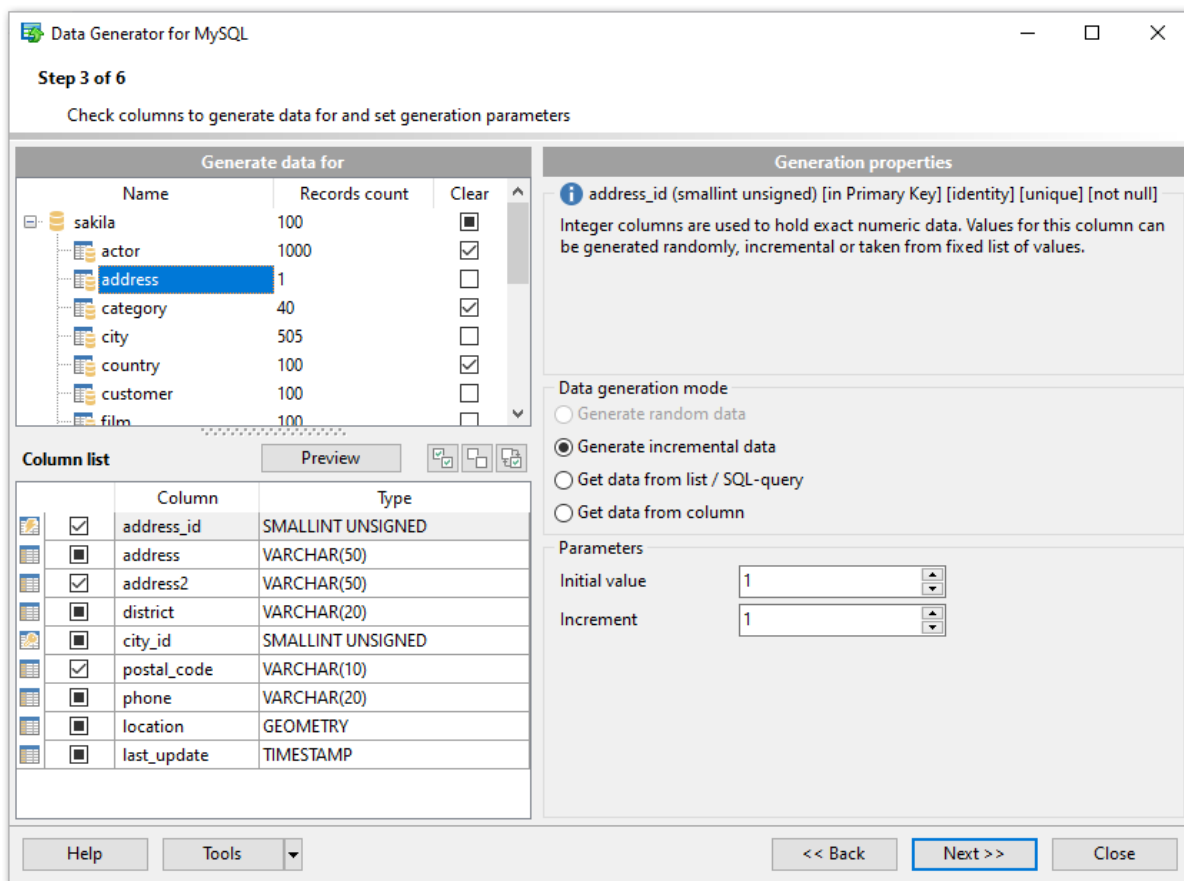 Data Generator for MySQL
Step 3 of 6
Check columns to generate data for and set generation parameters
Generate data for
Name Records count Clear
sakila 100
actor 1000
address 1
category 40
city 505
country 100
customer 100
film 100
Column list Preview
Column Type
address_id SMALLINT UNSIGNED
address VARCHAR(50)
address2 VARCHAR(50)
district VARCHAR(20)
city_id SMALLINT UNSIGNED
postal_code VARCHAR(10)
phone VARCHAR(20)
location GEOMETRY
last_update TIMESTAMP
Generation properties
address_id (smallint unsigned) [in Primary Key] [identity] [unique] [not null]
Integer columns are used to hold exact numeric data. Values for this column can
be generated randomly, incremental or taken from fixed list of values.
Data generation mode
Generate random data
Generate incremental data
Get data from list / SQL-query
Get data from column
Parameters
Initial value 1
Increment 1
Help Tools << Back Next >> Close